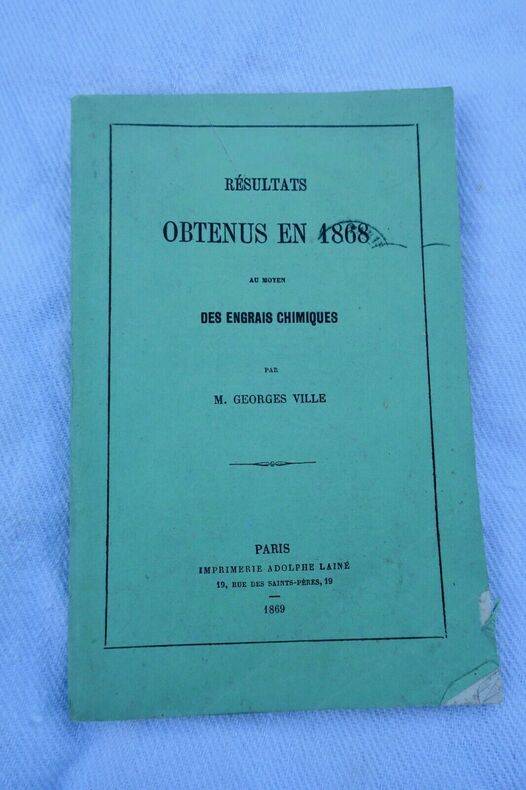 RÉSULTATS
OBTENUS EN 1868
AU MOYEN
DES ENGRAIS CHIMIQUES
PAR
M. GEORGES VILLE
PARIS
IMPRIMERIE ADOLPHE LAINÉ
19, RUE DES SAINTS-PÈRES, 19
1869